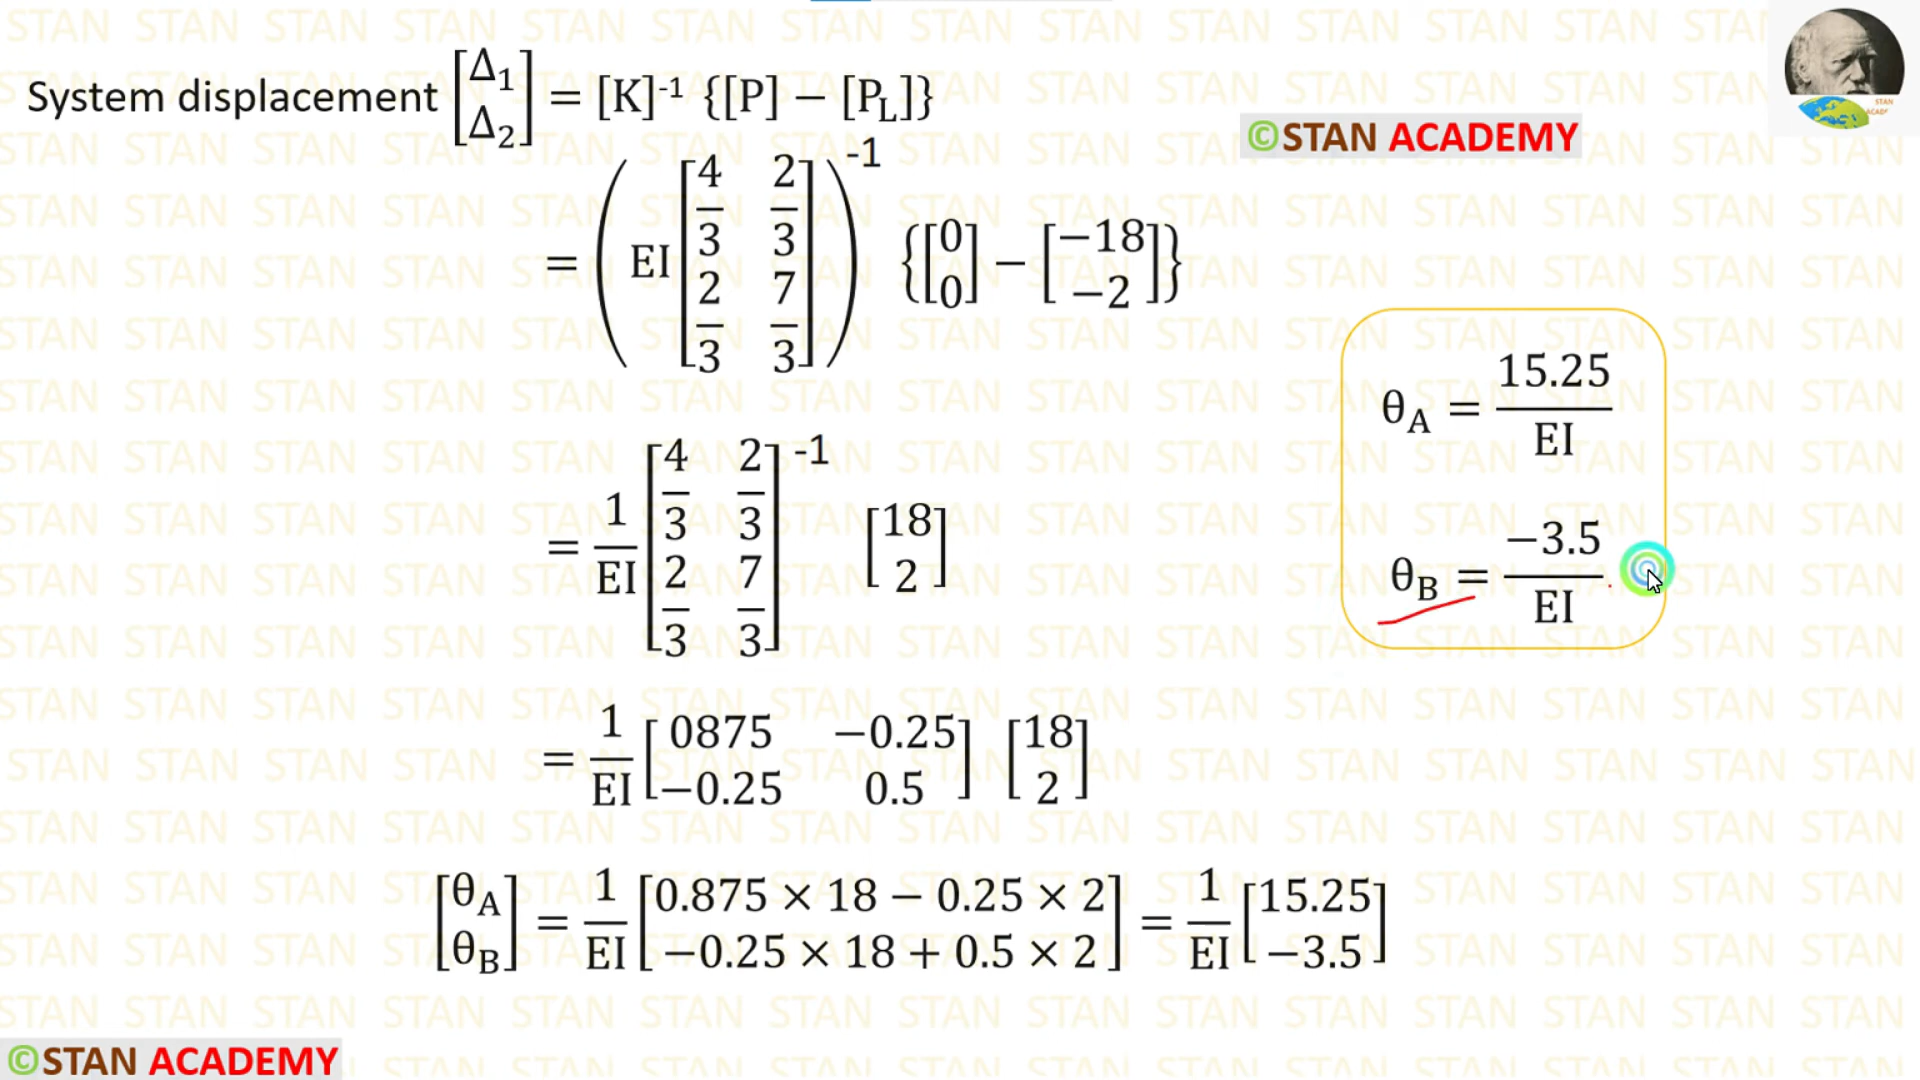 System displacement [Δ1 Δ2] = [K]-1 {[P] − [PL]}
= ( EI [4/3 2/3 2/3 7/3] )-1 {[0 0] − [−18 −2]}
= 1/EI [4/3 2/3 2/3 7/3]-1 [18 2]
= 1/EI [0875 −0.25 −0.25 0.5] [18 2]
[θA θB] = 1/EI [0.875 × 18 − 0.25 × 2 −0.25 × 18 + 0.5 × 2] = 1/EI [15.25 −3.5]
θA = 15.25/EI
θB = −3.5/EI
©STAN ACADEMY
©STAN ACADEMY
STAN